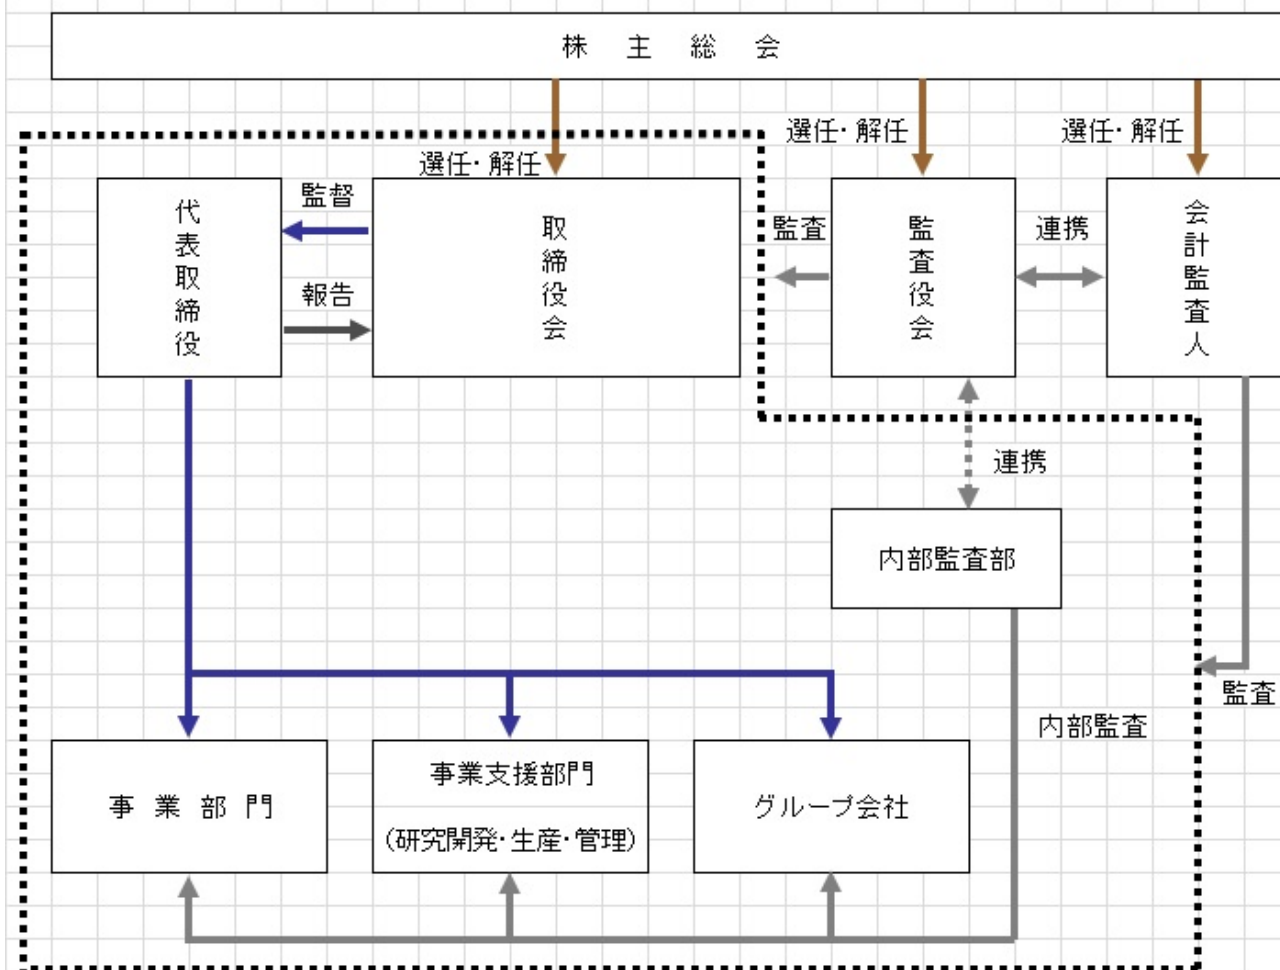 株主総会
選任・解任
選任・解任
選任・解任
代表取締役
監督
報告
取締役会
監査
監査役会
連携
会計監査人
連携
内部監査部
監査
内部監査
事業部門
事業支援部門
(研究開発・生産・管理)
グループ会社